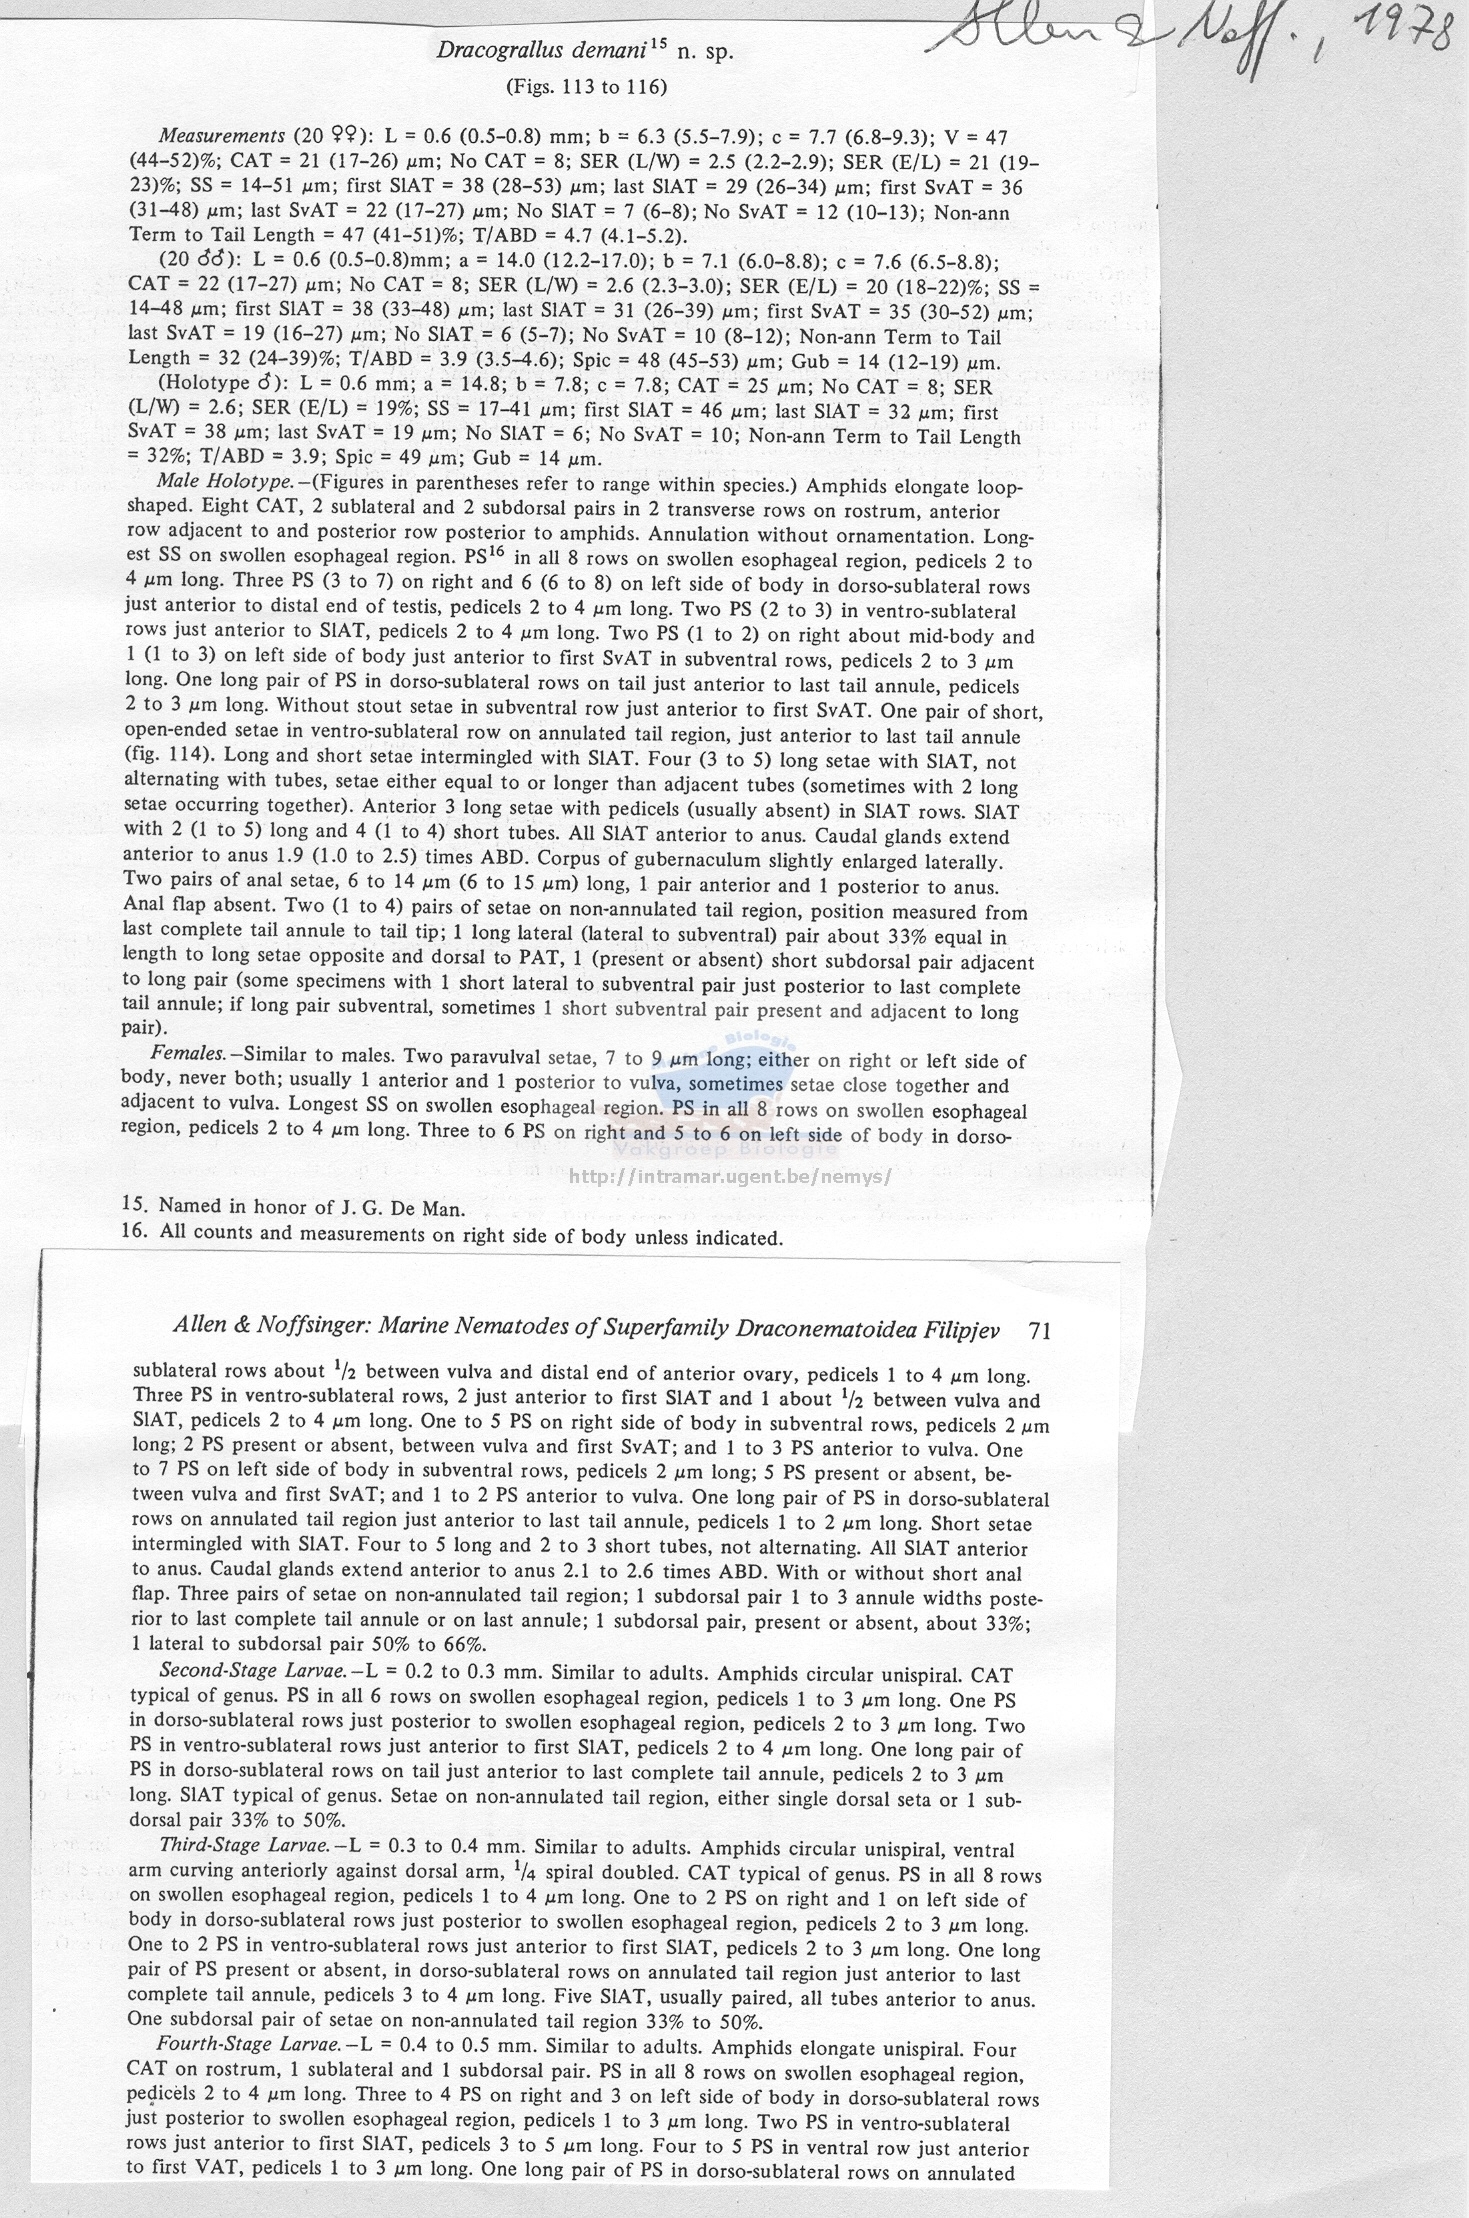 Allen & Noff., 1978
Dracograllus demani¹⁵ n. sp.
(Figs. 113 to 116)
Measurements (20 ♀♀): L = 0.6 (0.5–0.8) mm; b = 6.3 (5.5–7.9); c = 7.7 (6.8–9.3); V = 47
(44–52)%; CAT = 21 (17–26) μm; No CAT = 8; SER (L/W) = 2.5 (2.2–2.9); SER (E/L) = 21 (19–
23)%; SS = 14–51 μm; first SlAT = 38 (28–53) μm; last SlAT = 29 (26–34) μm; first SvAT = 36
(31–48) μm; last SvAT = 22 (17–27) μm; No SlAT = 7 (6–8); No SvAT = 12 (10–13); Non-ann
Term to Tail Length = 47 (41–51)%; T/ABD = 4.7 (4.1–5.2).
(20 ♂♂): L = 0.6 (0.5–0.8)mm; a = 14.0 (12.2–17.0); b = 7.1 (6.0–8.8); c = 7.6 (6.5–8.8);
CAT = 22 (17–27) μm; No CAT = 8; SER (L/W) = 2.6 (2.3–3.0); SER (E/L) = 20 (18–22)%; SS =
14–48 μm; first SlAT = 38 (33–48) μm; last SlAT = 31 (26–39) μm; first SvAT = 35 (30–52) μm;
last SvAT = 19 (16–27) μm; No SlAT = 6 (5–7); No SvAT = 10 (8–12); Non-ann Term to Tail
Length = 32 (24–39)%; T/ABD = 3.9 (3.5–4.6); Spic = 48 (45–53) μm; Gub = 14 (12–19) μm.
(Holotype ♂): L = 0.6 mm; a = 14.8; b = 7.8; c = 7.8; CAT = 25 μm; No CAT = 8; SER
(L/W) = 2.6; SER (E/L) = 19%; SS = 17–41 μm; first SlAT = 46 μm; last SlAT = 32 μm; first
SvAT = 38 μm; last SvAT = 19 μm; No SlAT = 6; No SvAT = 10; Non-ann Term to Tail Length
= 32%; T/ABD = 3.9; Spic = 49 μm; Gub = 14 μm.
Male Holotype.—(Figures in parentheses refer to range within species.) Amphids elongate loop-
shaped. Eight CAT, 2 sublateral and 2 subdorsal pairs in 2 transverse rows on rostrum, anterior
row adjacent to and posterior row posterior to amphids. Annulation without ornamentation. Long-
est SS on swollen esophageal region. PS¹⁶ in all 8 rows on swollen esophageal region, pedicels 2 to
4 μm long. Three PS (3 to 7) on right and 6 (6 to 8) on left side of body in dorso-sublateral rows
just anterior to distal end of testis, pedicels 2 to 4 μm long. Two PS (2 to 3) in ventro-sublateral
rows just anterior to SlAT, pedicels 2 to 4 μm long. Two PS (1 to 2) on right about mid-body and
1 (1 to 3) on left side of body just anterior to first SvAT in subventral rows, pedicels 2 to 3 μm
long. One long pair of PS in dorso-sublateral rows on tail just anterior to last tail annule, pedicels
2 to 3 μm long. Without stout setae in subventral row just anterior to first SvAT. One pair of short,
open-ended setae in ventro-sublateral row on annulated tail region, just anterior to last tail annule
(fig. 114). Long and short setae intermingled with SlAT. Four (3 to 5) long setae with SlAT, not
alternating with tubes, setae either equal to or longer than adjacent tubes (sometimes with 2 long
setae occurring together). Anterior 3 long setae with pedicels (usually absent) in SlAT rows. SlAT
with 2 (1 to 5) long and 4 (1 to 4) short tubes. All SlAT anterior to anus. Caudal glands extend
anterior to anus 1.9 (1.0 to 2.5) times ABD. Corpus of gubernaculum slightly enlarged laterally.
Two pairs of anal setae, 6 to 14 μm (6 to 15 μm) long, 1 pair anterior and 1 posterior to anus.
Anal flap absent. Two (1 to 4) pairs of setae on non-annulated tail region, position measured from
last complete tail annule to tail tip; 1 long lateral (lateral to subventral) pair about 33% equal in
length to long setae opposite and dorsal to PAT, 1 (present or absent) short subdorsal pair adjacent
to long pair (some specimens with 1 short lateral to subventral pair just posterior to last complete
tail annule; if long pair subventral, sometimes 1 short subventral pair present and adjacent to long
pair).
Females.—Similar to males. Two paravulval setae, 7 to 9 μm long; either on right or left side of
body, never both; usually 1 anterior and 1 posterior to vulva, sometimes setae close together and
adjacent to vulva. Longest SS on swollen esophageal region. PS in all 8 rows on swollen esophageal
region, pedicels 2 to 4 μm long. Three to 6 PS on right and 5 to 6 on left side of body in dorso-
Vakgroep Biologie
http://intramar.ugent.be/nemys/
15. Named in honor of J. G. De Man.
16. All counts and measurements on right side of body unless indicated.
Allen & Noffsinger: Marine Nematodes of Superfamily Draconematoidea Filipjev 71
sublateral rows about ¹/₂ between vulva and distal end of anterior ovary, pedicels 1 to 4 μm long.
Three PS in ventro-sublateral rows, 2 just anterior to first SlAT and 1 about ¹/₂ between vulva and
SlAT, pedicels 2 to 4 μm long. One to 5 PS on right side of body in subventral rows, pedicels 2 μm
long; 2 PS present or absent, between vulva and first SvAT; and 1 to 3 PS anterior to vulva. One
to 7 PS on left side of body in subventral rows, pedicels 2 μm long; 5 PS present or absent, be-
tween vulva and first SvAT; and 1 to 2 PS anterior to vulva. One long pair of PS in dorso-sublateral
rows on annulated tail region just anterior to last tail annule, pedicels 1 to 2 μm long. Short setae
intermingled with SlAT. Four to 5 long and 2 to 3 short tubes, not alternating. All SlAT anterior
to anus. Caudal glands extend anterior to anus 2.1 to 2.6 times ABD. With or without short anal
flap. Three pairs of setae on non-annulated tail region; 1 subdorsal pair 1 to 3 annule widths poste-
rior to last complete tail annule or on last annule; 1 subdorsal pair, present or absent, about 33%;
1 lateral to subdorsal pair 50% to 66%.
Second-Stage Larvae.—L = 0.2 to 0.3 mm. Similar to adults. Amphids circular unispiral. CAT
typical of genus. PS in all 6 rows on swollen esophageal region, pedicels 1 to 3 μm long. One PS
in dorso-sublateral rows just posterior to swollen esophageal region, pedicels 2 to 3 μm long. Two
PS in ventro-sublateral rows just anterior to first SlAT, pedicels 2 to 4 μm long. One long pair of
PS in dorso-sublateral rows on tail just anterior to last complete tail annule, pedicels 2 to 3 μm
long. SlAT typical of genus. Setae on non-annulated tail region, either single dorsal seta or 1 sub-
dorsal pair 33% to 50%.
Third-Stage Larvae.—L = 0.3 to 0.4 mm. Similar to adults. Amphids circular unispiral, ventral
arm curving anteriorly against dorsal arm, ¹/₄ spiral doubled. CAT typical of genus. PS in all 8 rows
on swollen esophageal region, pedicels 1 to 4 μm long. One to 2 PS on right and 1 on left side of
body in dorso-sublateral rows just posterior to swollen esophageal region, pedicels 2 to 3 μm long.
One to 2 PS in ventro-sublateral rows just anterior to first SlAT, pedicels 2 to 3 μm long. One long
pair of PS present or absent, in dorso-sublateral rows on annulated tail region just anterior to last
complete tail annule, pedicels 3 to 4 μm long. Five SlAT, usually paired, all tubes anterior to anus.
One subdorsal pair of setae on non-annulated tail region 33% to 50%.
Fourth-Stage Larvae.—L = 0.4 to 0.5 mm. Similar to adults. Amphids elongate unispiral. Four
CAT on rostrum, 1 sublateral and 1 subdorsal pair. PS in all 8 rows on swollen esophageal region,
pedicels 2 to 4 μm long. Three to 4 PS on right and 3 on left side of body in dorso-sublateral rows
just posterior to swollen esophageal region, pedicels 1 to 3 μm long. Two PS in ventro-sublateral
rows just anterior to first SlAT, pedicels 3 to 5 μm long. Four to 5 PS in ventral row just anterior
to first VAT, pedicels 1 to 3 μm long. One long pair of PS in dorso-sublateral rows on annulated